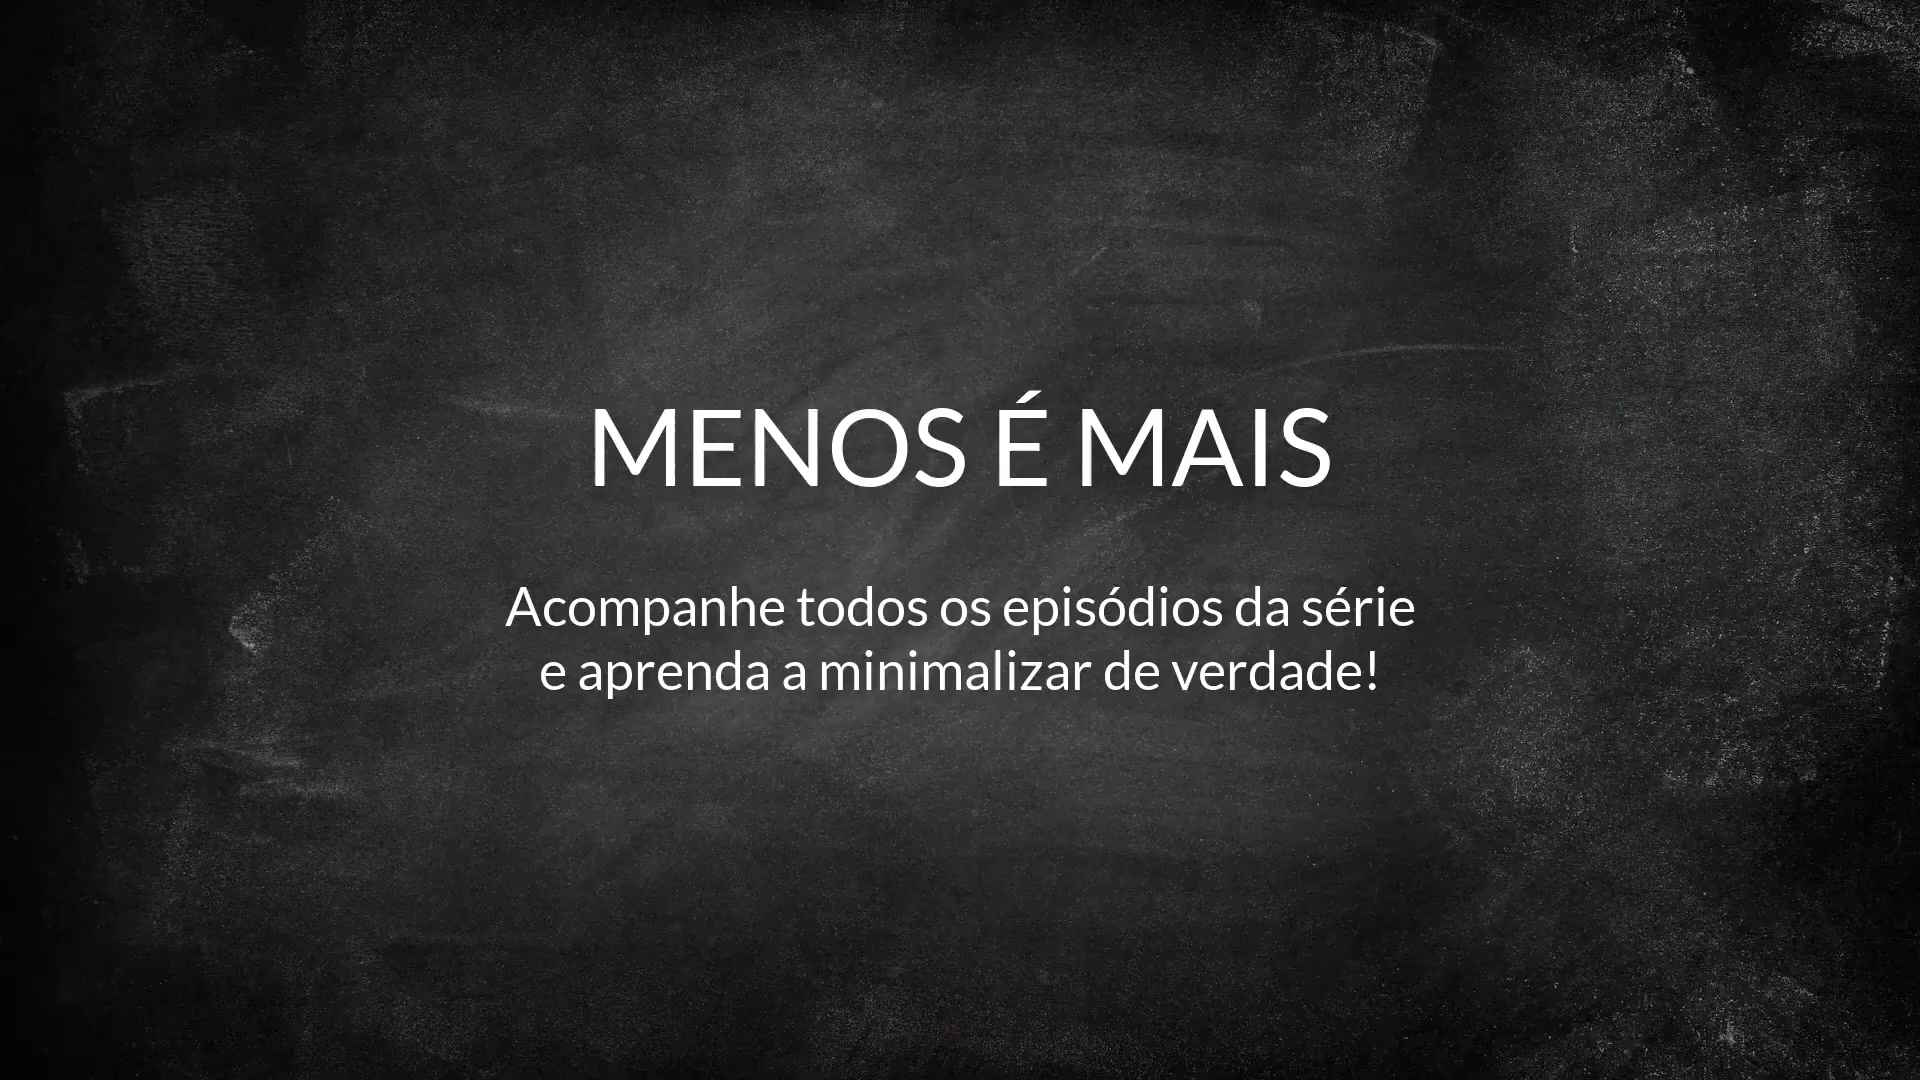 MENOS É MAIS
Acompanhe todos os episódios da série
e aprenda a minimalizar de verdade!